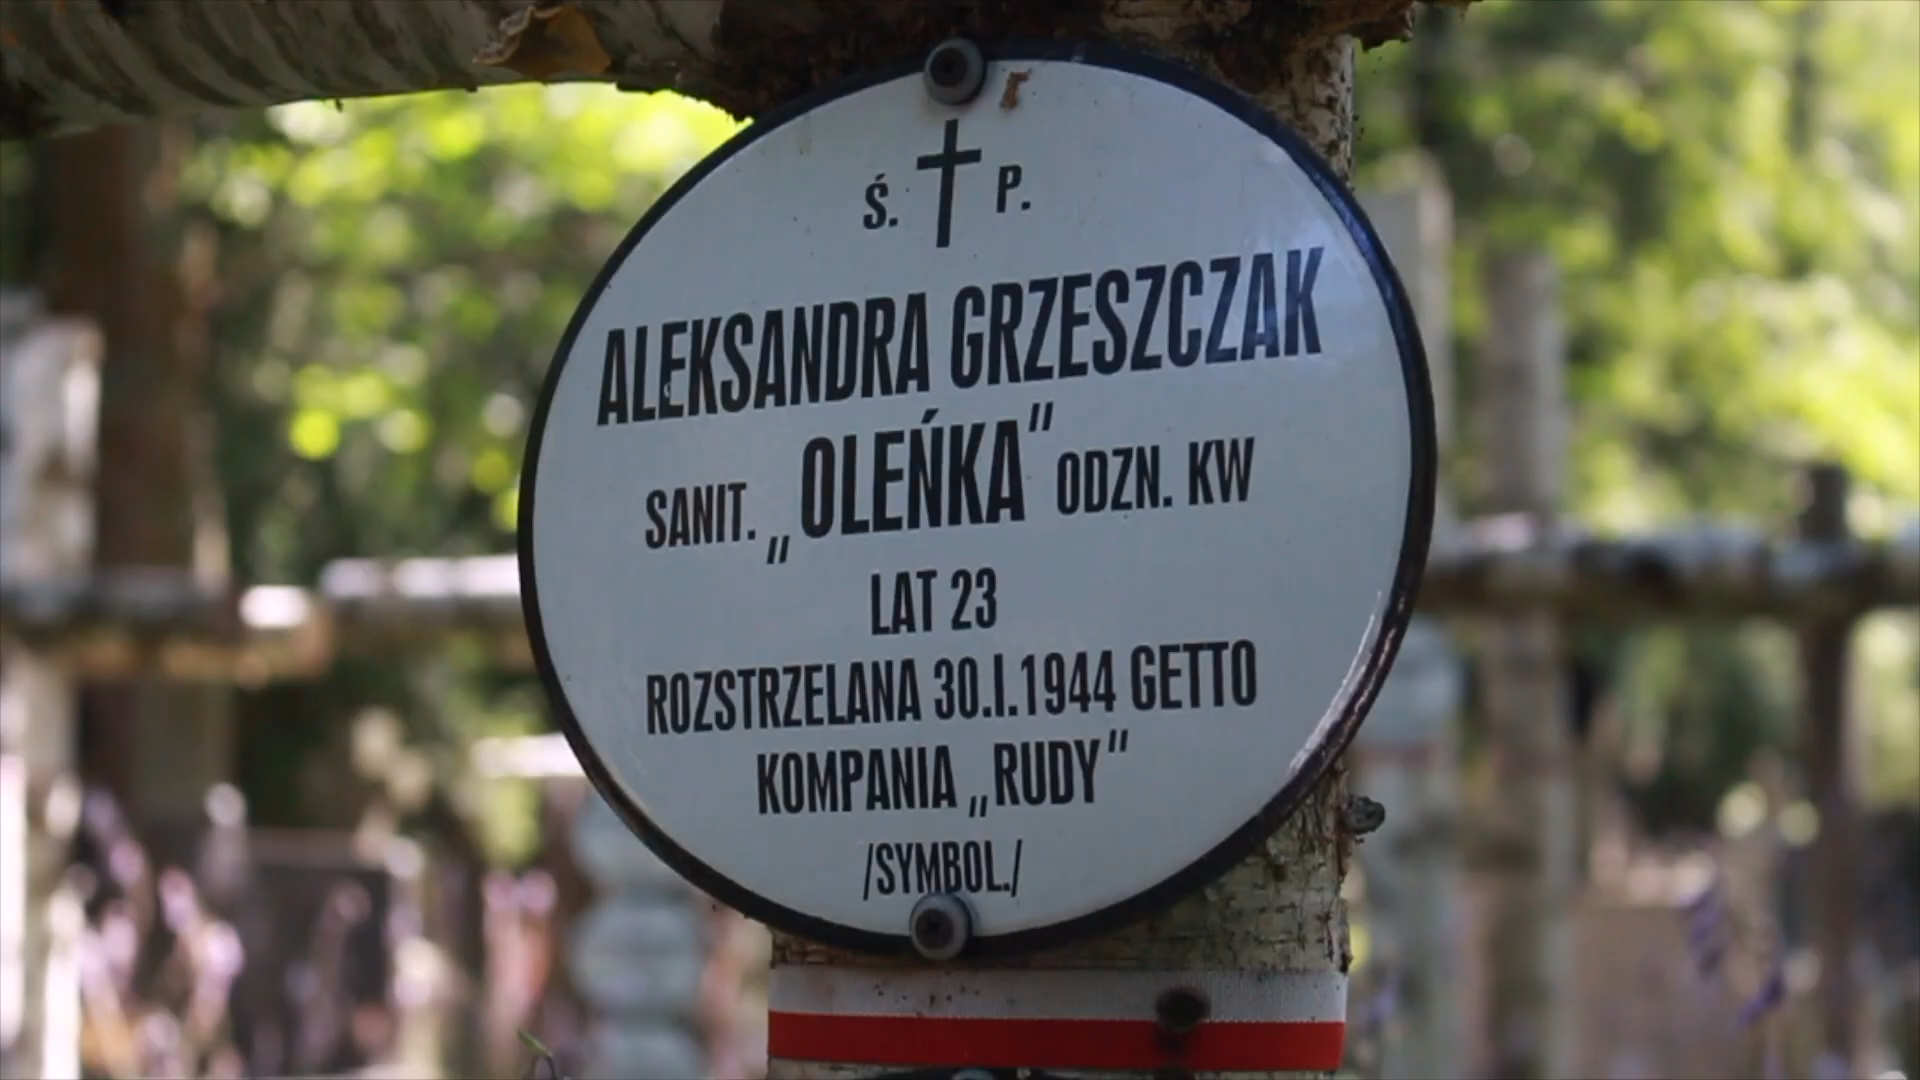 Ś. P.
ALEKSANDRA GRZESZCZAK
SANIT. „OLEŃKA" ODZN. KW
LAT 23
ROZSTRZELANA 30.I.1944 GETTO
KOMPANIA „RUDY"
/SYMBOL./